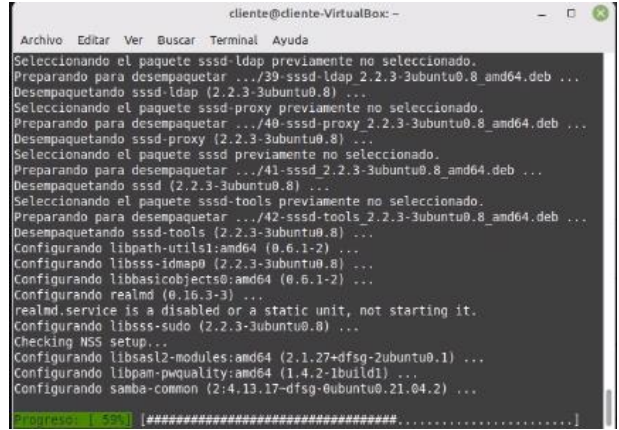 cliente@cliente-VirtualBox: ~
Archivo Editar Ver Buscar Terminal Ayuda
Seleccionando el paquete sssd-ldap previamente no seleccionado.
Preparando para desempaquetar .../39-sssd-ldap_2.2.3-3ubuntu0.8_amd64.deb ...
Desempaquetando sssd-ldap (2.2.3-3ubuntu0.8) ...
Seleccionando el paquete sssd-proxy previamente no seleccionado.
Preparando para desempaquetar .../40-sssd-proxy_2.2.3-3ubuntu0.8_amd64.deb ...
Desempaquetando sssd-proxy (2.2.3-3ubuntu0.8) ...
Seleccionando el paquete sssd previamente no seleccionado.
Preparando para desempaquetar .../41-sssd_2.2.3-3ubuntu0.8_amd64.deb ...
Desempaquetando sssd (2.2.3-3ubuntu0.8) ...
Seleccionando el paquete sssd-tools previamente no seleccionado.
Preparando para desempaquetar .../42-sssd-tools_2.2.3-3ubuntu0.8_amd64.deb ...
Desempaquetando sssd-tools (2.2.3-3ubuntu0.8) ...
Configurando libpath-utils1:amd64 (0.6.1-2) ...
Configurando libsss-idmap0 (2.2.3-3ubuntu0.8) ...
Configurando libbasicobjects0:amd64 (0.6.1-2) ...
Configurando realmd (0.16.3-3) ...
realmd.service is a disabled or a static unit, not starting it.
Configurando libsss-sudo (2.2.3-3ubuntu0.8) ...
Checking NSS setup...
Configurando libsasl2-modules:amd64 (2.1.27+dfsg-2ubuntu0.1) ...
Configurando libpam-pwquality:amd64 (1.4.2-1build1) ...
Configurando samba-common (2:4.13.17~dfsg-0ubuntu0.21.04.2) ...
Progreso: [ 59%] [##################################........................]